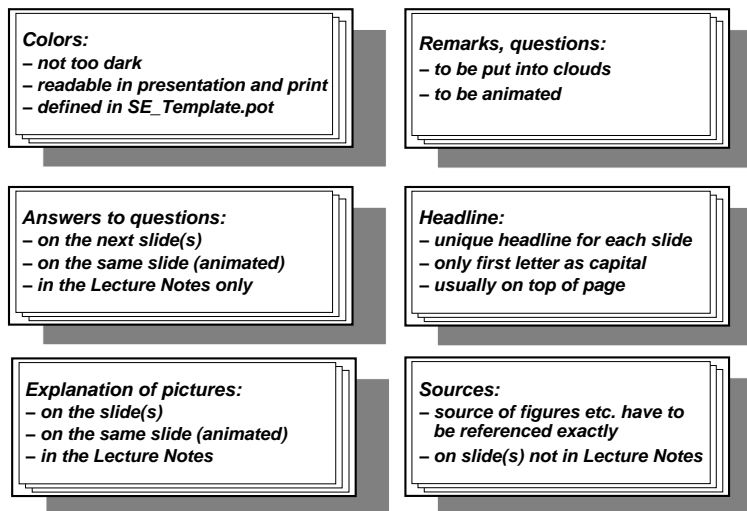 Colors:
– not too dark
– readable in presentation and print
– defined in SE_Template.pot
Remarks, questions:
– to be put into clouds
– to be animated
Answers to questions:
– on the next slide(s)
– on the same slide (animated)
– in the Lecture Notes only
Headline:
– unique headline for each slide
– only first letter as capital
– usually on top of page
Explanation of pictures:
– on the slide(s)
– on the same slide (animated)
– in the Lecture Notes
Sources:
– source of figures etc. have to
be referenced exactly
– on slide(s) not in Lecture Notes